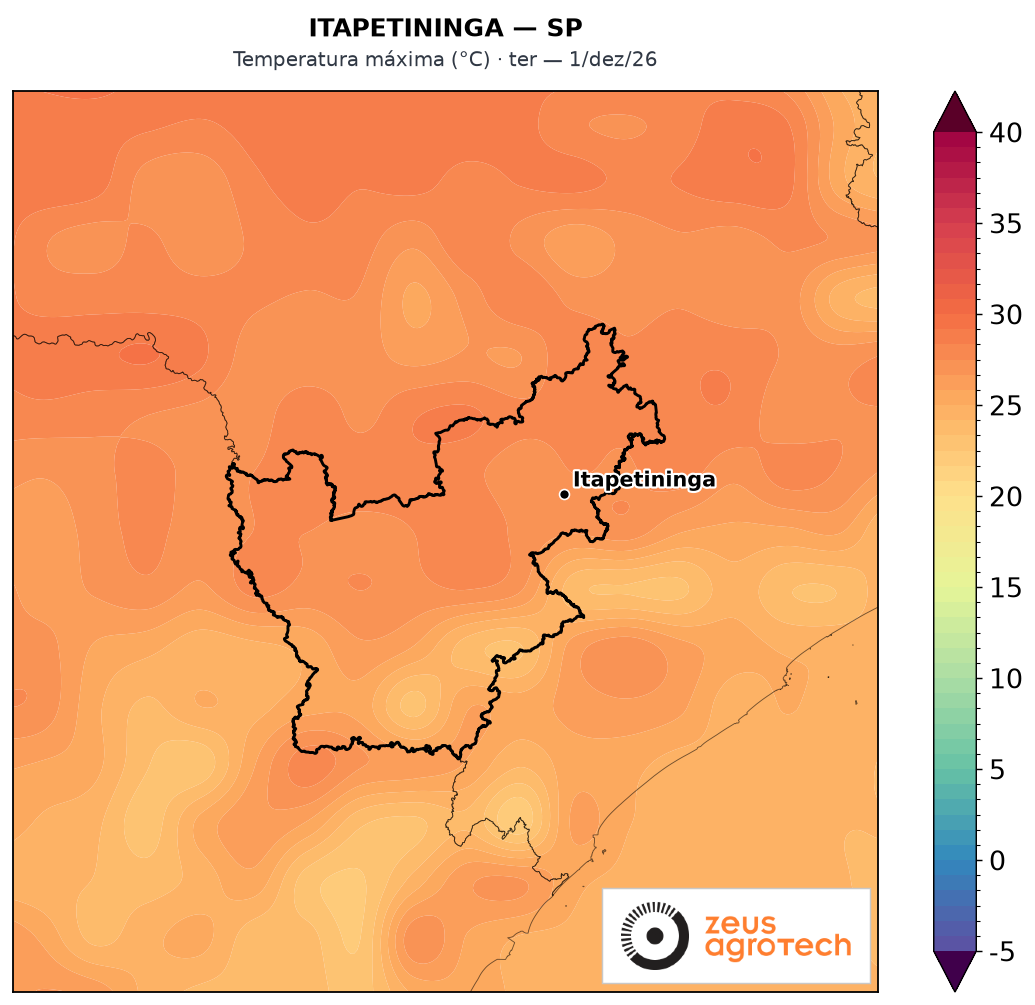 ITAPETININGA — SP
Temperatura máxima (°C) · ter — 1/dez/26
40
35
30
25
20
15
10
5
0
-5
Itapetininga
zeus
agrotech